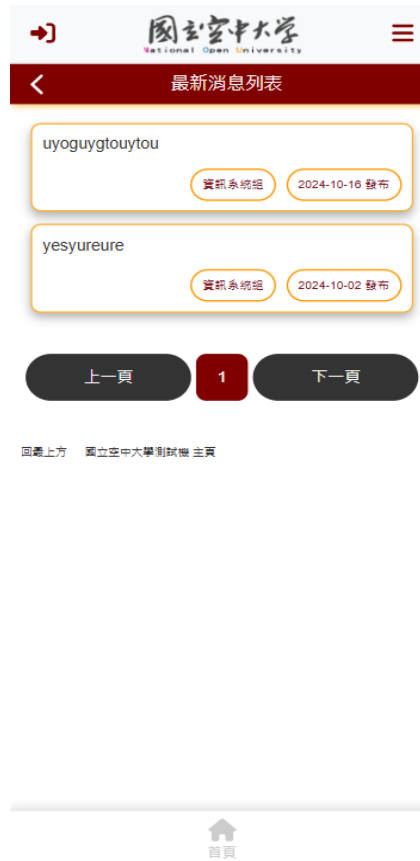 國立空中大学
National Open University
最新消息列表
uyoguygtouytou
資訊系統組 2024-10-16 發布
yesyureure
資訊系統組 2024-10-02 發布
上一頁 1 下一頁
回最上方 國立空中大學測試機 主頁
首頁